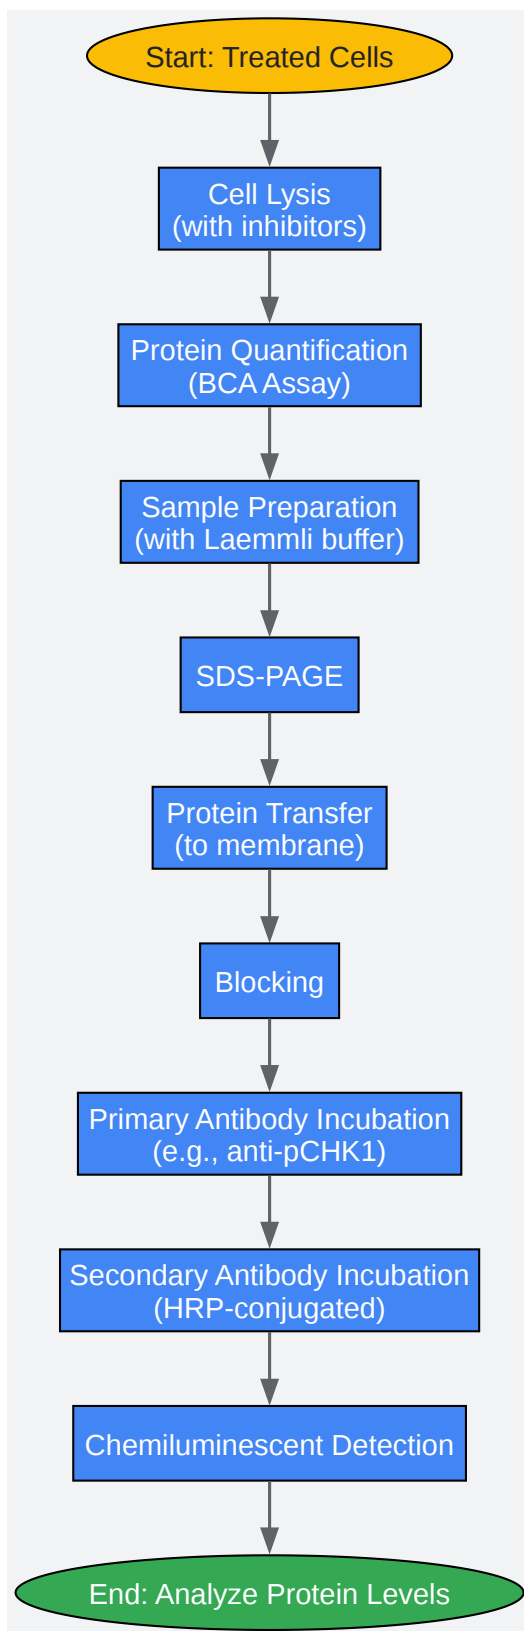 Start: Treated Cells
Cell Lysis
(with inhibitors)
Protein Quantification
(BCA Assay)
Sample Preparation
(with Laemmli buffer)
SDS-PAGE
Protein Transfer
(to membrane)
Blocking
Primary Antibody Incubation
(e.g., anti-pCHK1)
Secondary Antibody Incubation
(HRP-conjugated)
Chemiluminescent Detection
End: Analyze Protein Levels